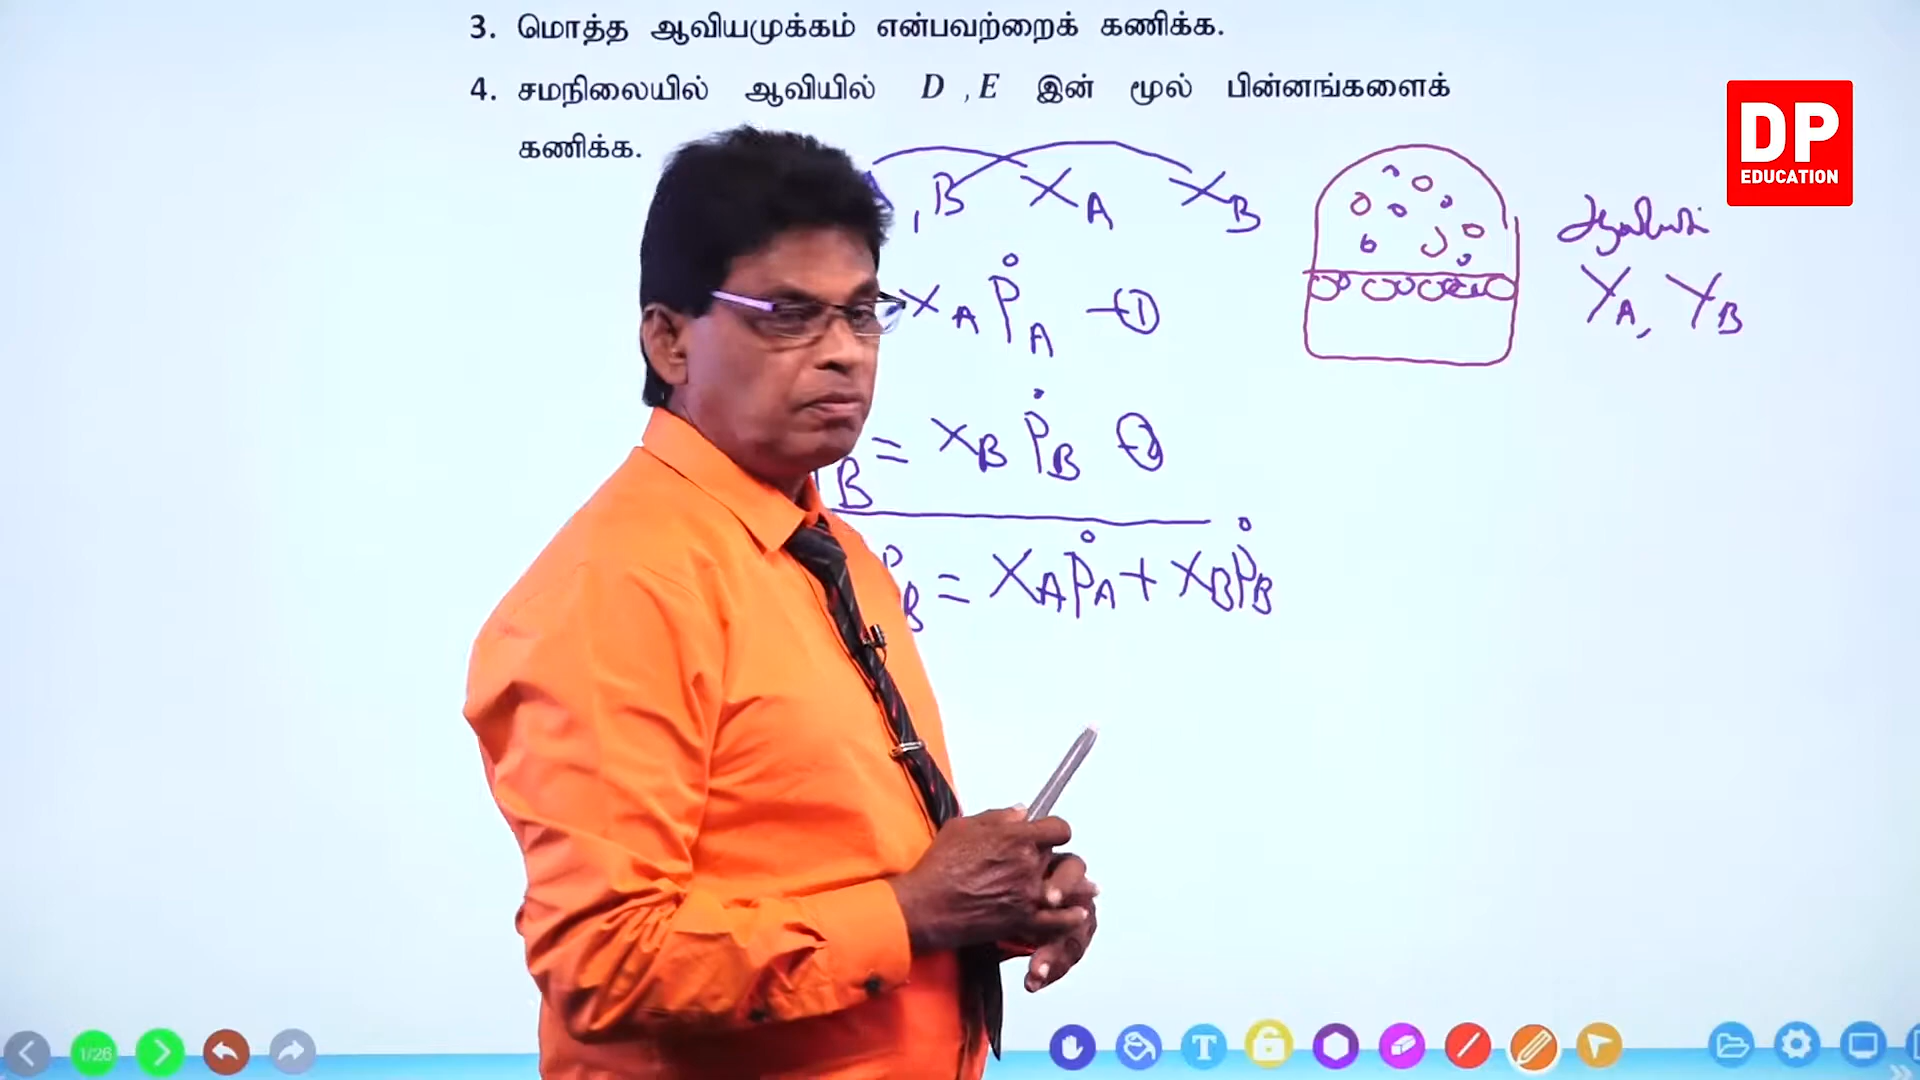 3. மொத்த ஆவியமுக்கம் என்பவற்றைக் கணிக்க.
4. சமநிலையில் ஆவியில் D , E இன் மூல் பின்னங்களைக்
கணிக்க.
DP
EDUCATION
, B X_A X_B
X_A P°_A — ①
Y_A, Y_B
B = X_B P°_B ②
P_B = X_A P°_A + X_B P°_B
1/26
T